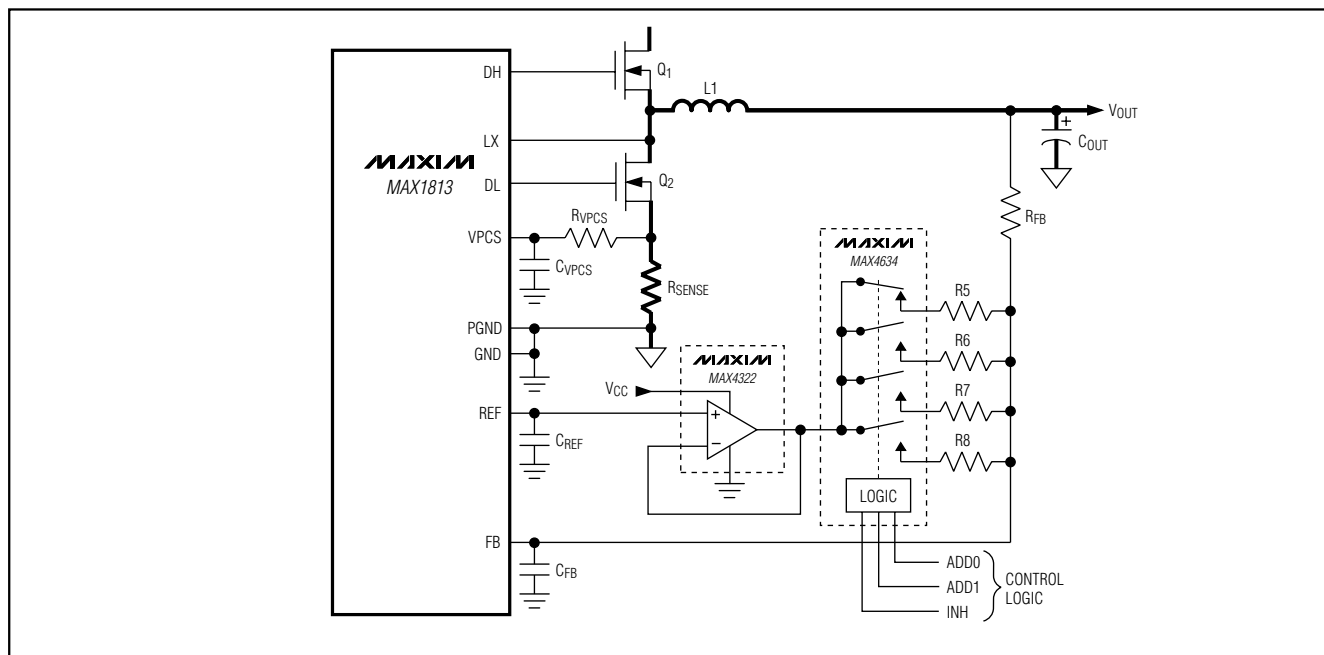 DH
Q1
L1
VOUT
+
COUT
LX
MAXIM
MAX1813
DL
Q2
RFB
RVPCS
VPCS
CVPCS
RSENSE
MAXIM
MAX4634
R5
PGND
GND
R6
MAXIM
MAX4322
VCC
R7
REF
+
−
CREF
R8
LOGIC
FB
CFB
ADD0
ADD1
INH
CONTROL
LOGIC